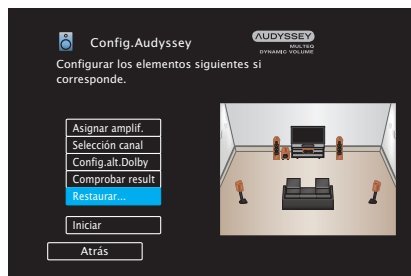 Config.Audyssey
AUDYSSEY
MULTEQ
DYNAMIC VOLUME
Configurar los elementos siguientes si
corresponde.
Asignar amplif.
Selección canal
Config.alt.Dolby
Comprobar result
Restaurar...
Iniciar
Atrás